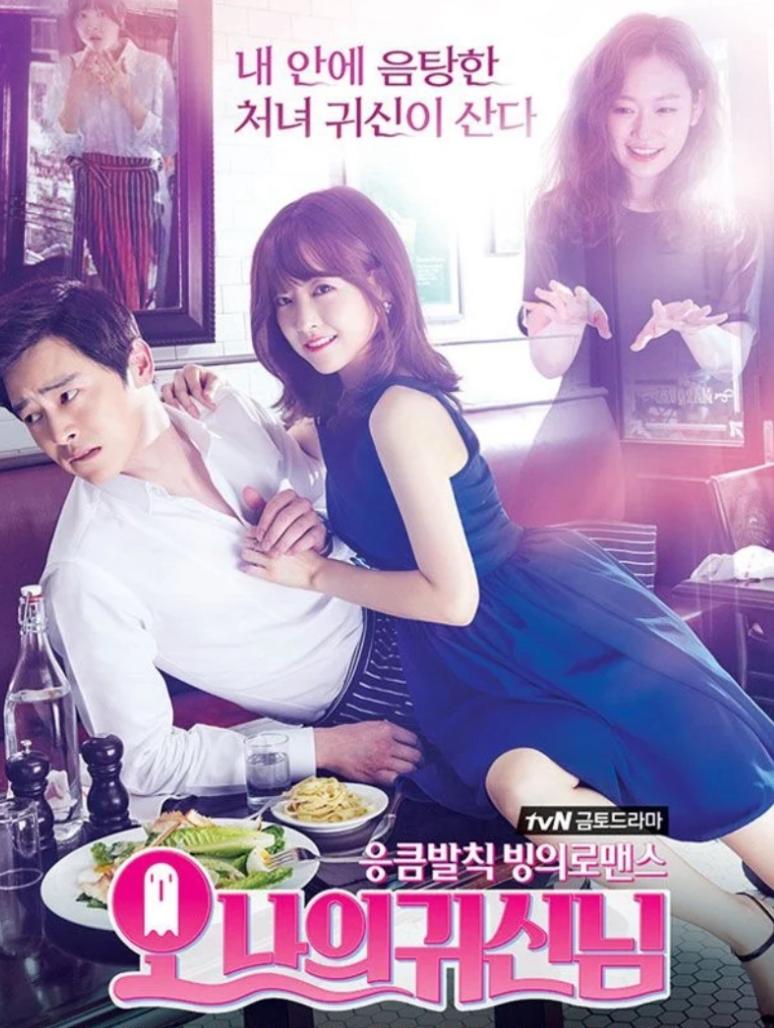 내 안에 음탕한
처녀 귀신이 산다
tvN 금토드라마
응큼발칙 빙의로맨스
오 나의 귀신님